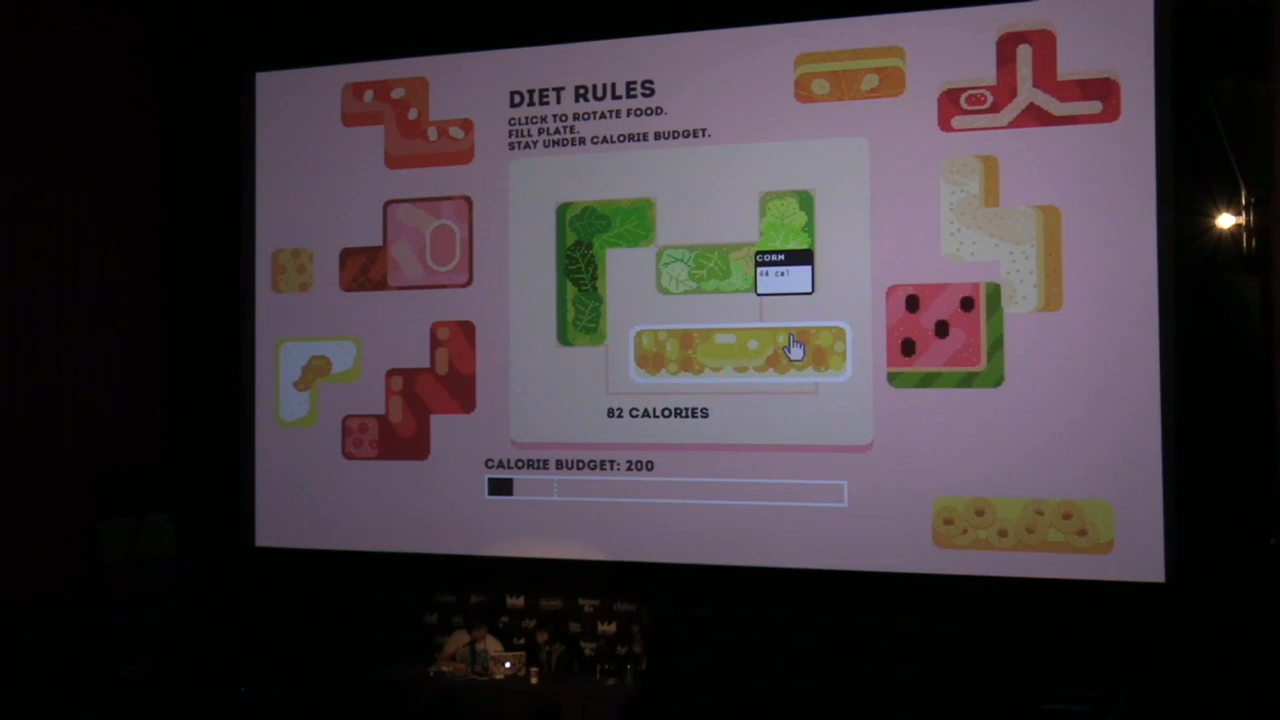 DIET RULES
CLICK TO ROTATE FOOD.
FILL PLATE.
STAY UNDER CALORIE BUDGET.
CORN
44 cal
82 CALORIES
CALORIE BUDGET: 200